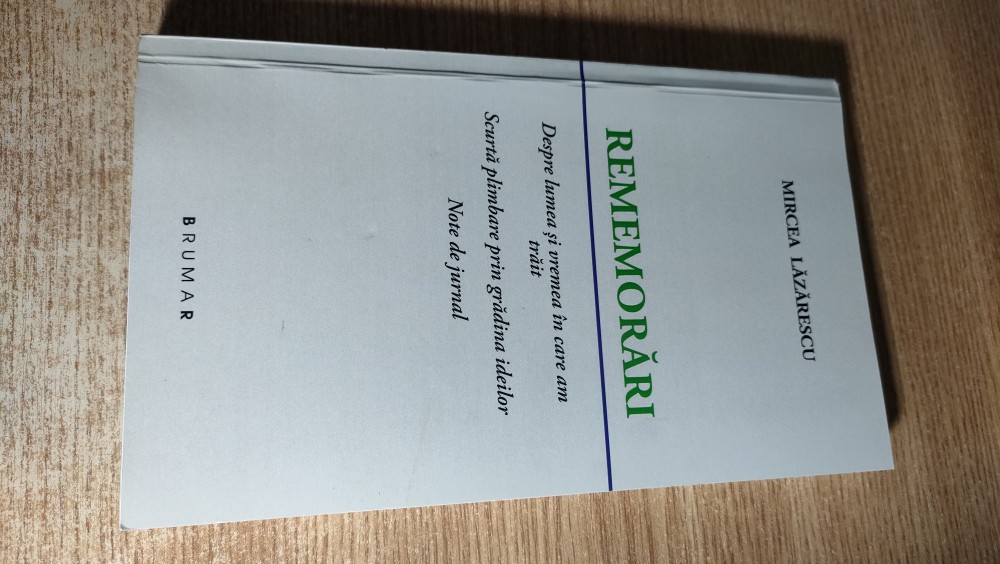 MIRCEA LĂZĂRESCU
REMEMORĂRI
Despre lumea și vremea în care am
trăit
Scurtă plimbare prin grădina ideilor
Note de jurnal
BRUMAR